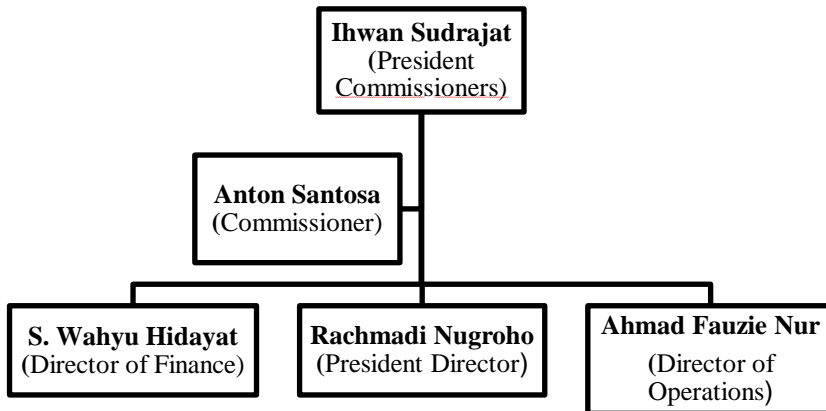 Ihwan Sudrajat
(President
Commissioners)
Anton Santosa
(Commissioner)
S. Wahyu Hidayat
(Director of Finance)
Rachmadi Nugroho
(President Director)
Ahmad Fauzie Nur
(Director of
Operations)